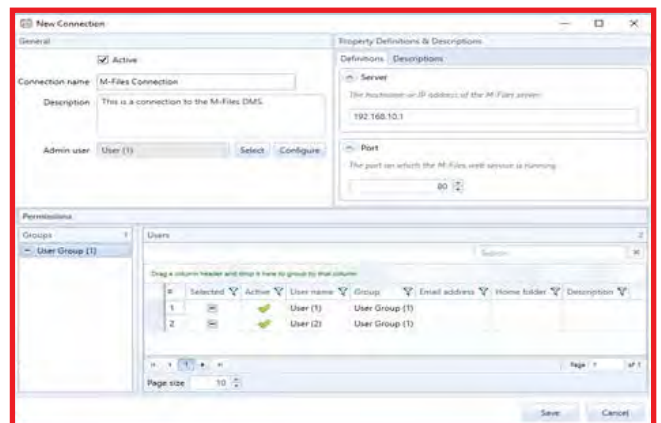 New Connection
General
Active
Connection name M-Files Connection
Description This is a connection to the M-Files DMS.
Admin user User (1) Select Configure
Property Definitions & Descriptions
Definitions Descriptions
Server
The hostname or IP address of the M-Files server.
192.168.10.1
Port
The port on which the M-Files web service is running.
80
Permissions
Groups
User Group (1)
Users
Search
Drag a column header and drop it here to group by that column
# Selected Active User name Group Email address Home folder Description
1 User (1) User Group (1)
2 User (2) User Group (1)
1
Page 1 of 1
Page size 10
Save Cancel